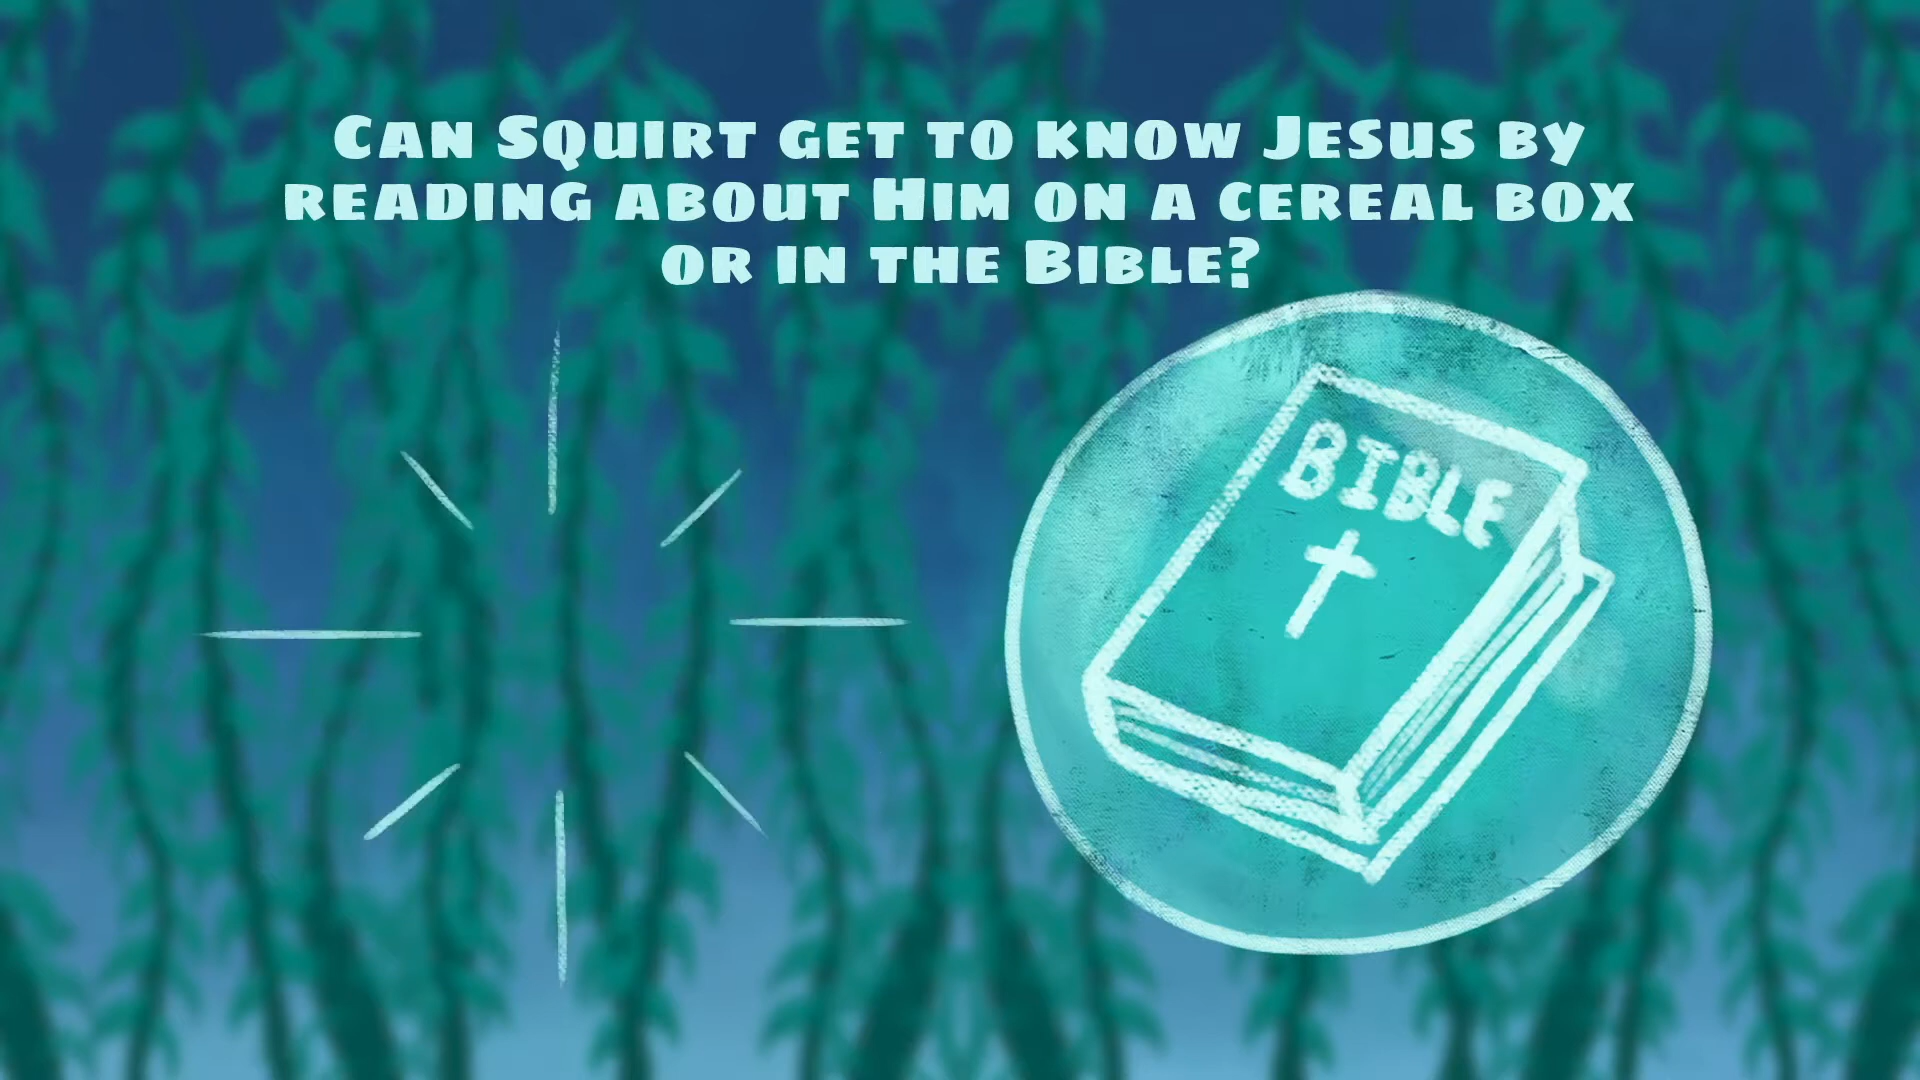 Can Squirt get to know Jesus by
reading about Him on a cereal box
or in the Bible?
BIBLE